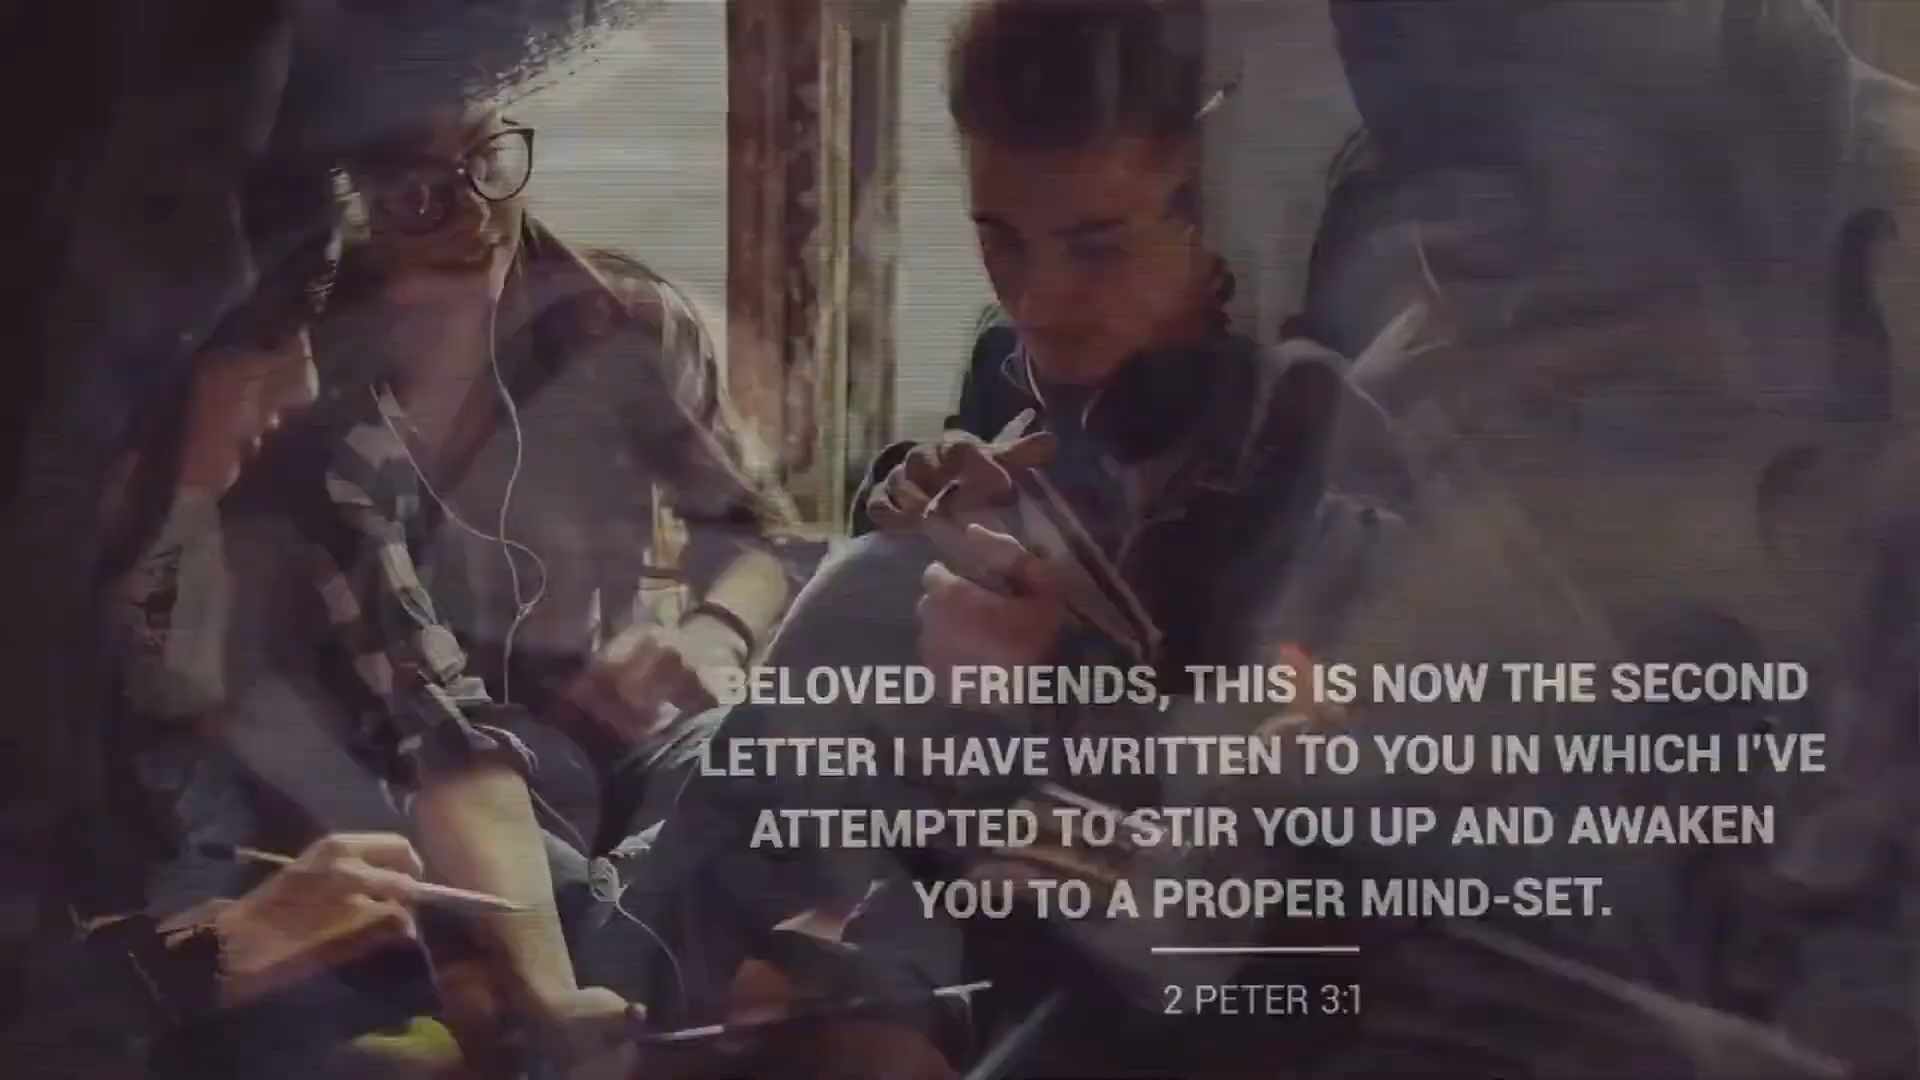 BELOVED FRIENDS, THIS IS NOW THE SECOND
LETTER I HAVE WRITTEN TO YOU IN WHICH I'VE
ATTEMPTED TO STIR YOU UP AND AWAKEN
YOU TO A PROPER MIND-SET.
2 PETER 3:1